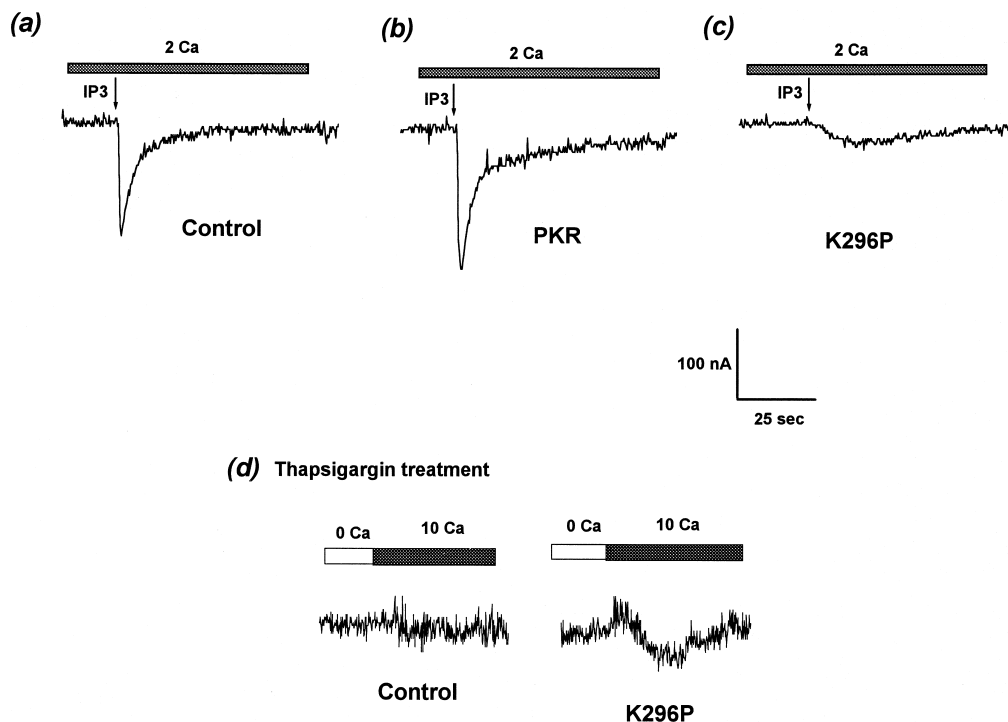 (a)
(b)
(c)
2 Ca
2 Ca
2 Ca
IP3
IP3
IP3
Control
PKR
K296P
100 nA
25 sec
(d) Thapsigargin treatment
0 Ca 10 Ca
0 Ca 10 Ca
Control
K296P